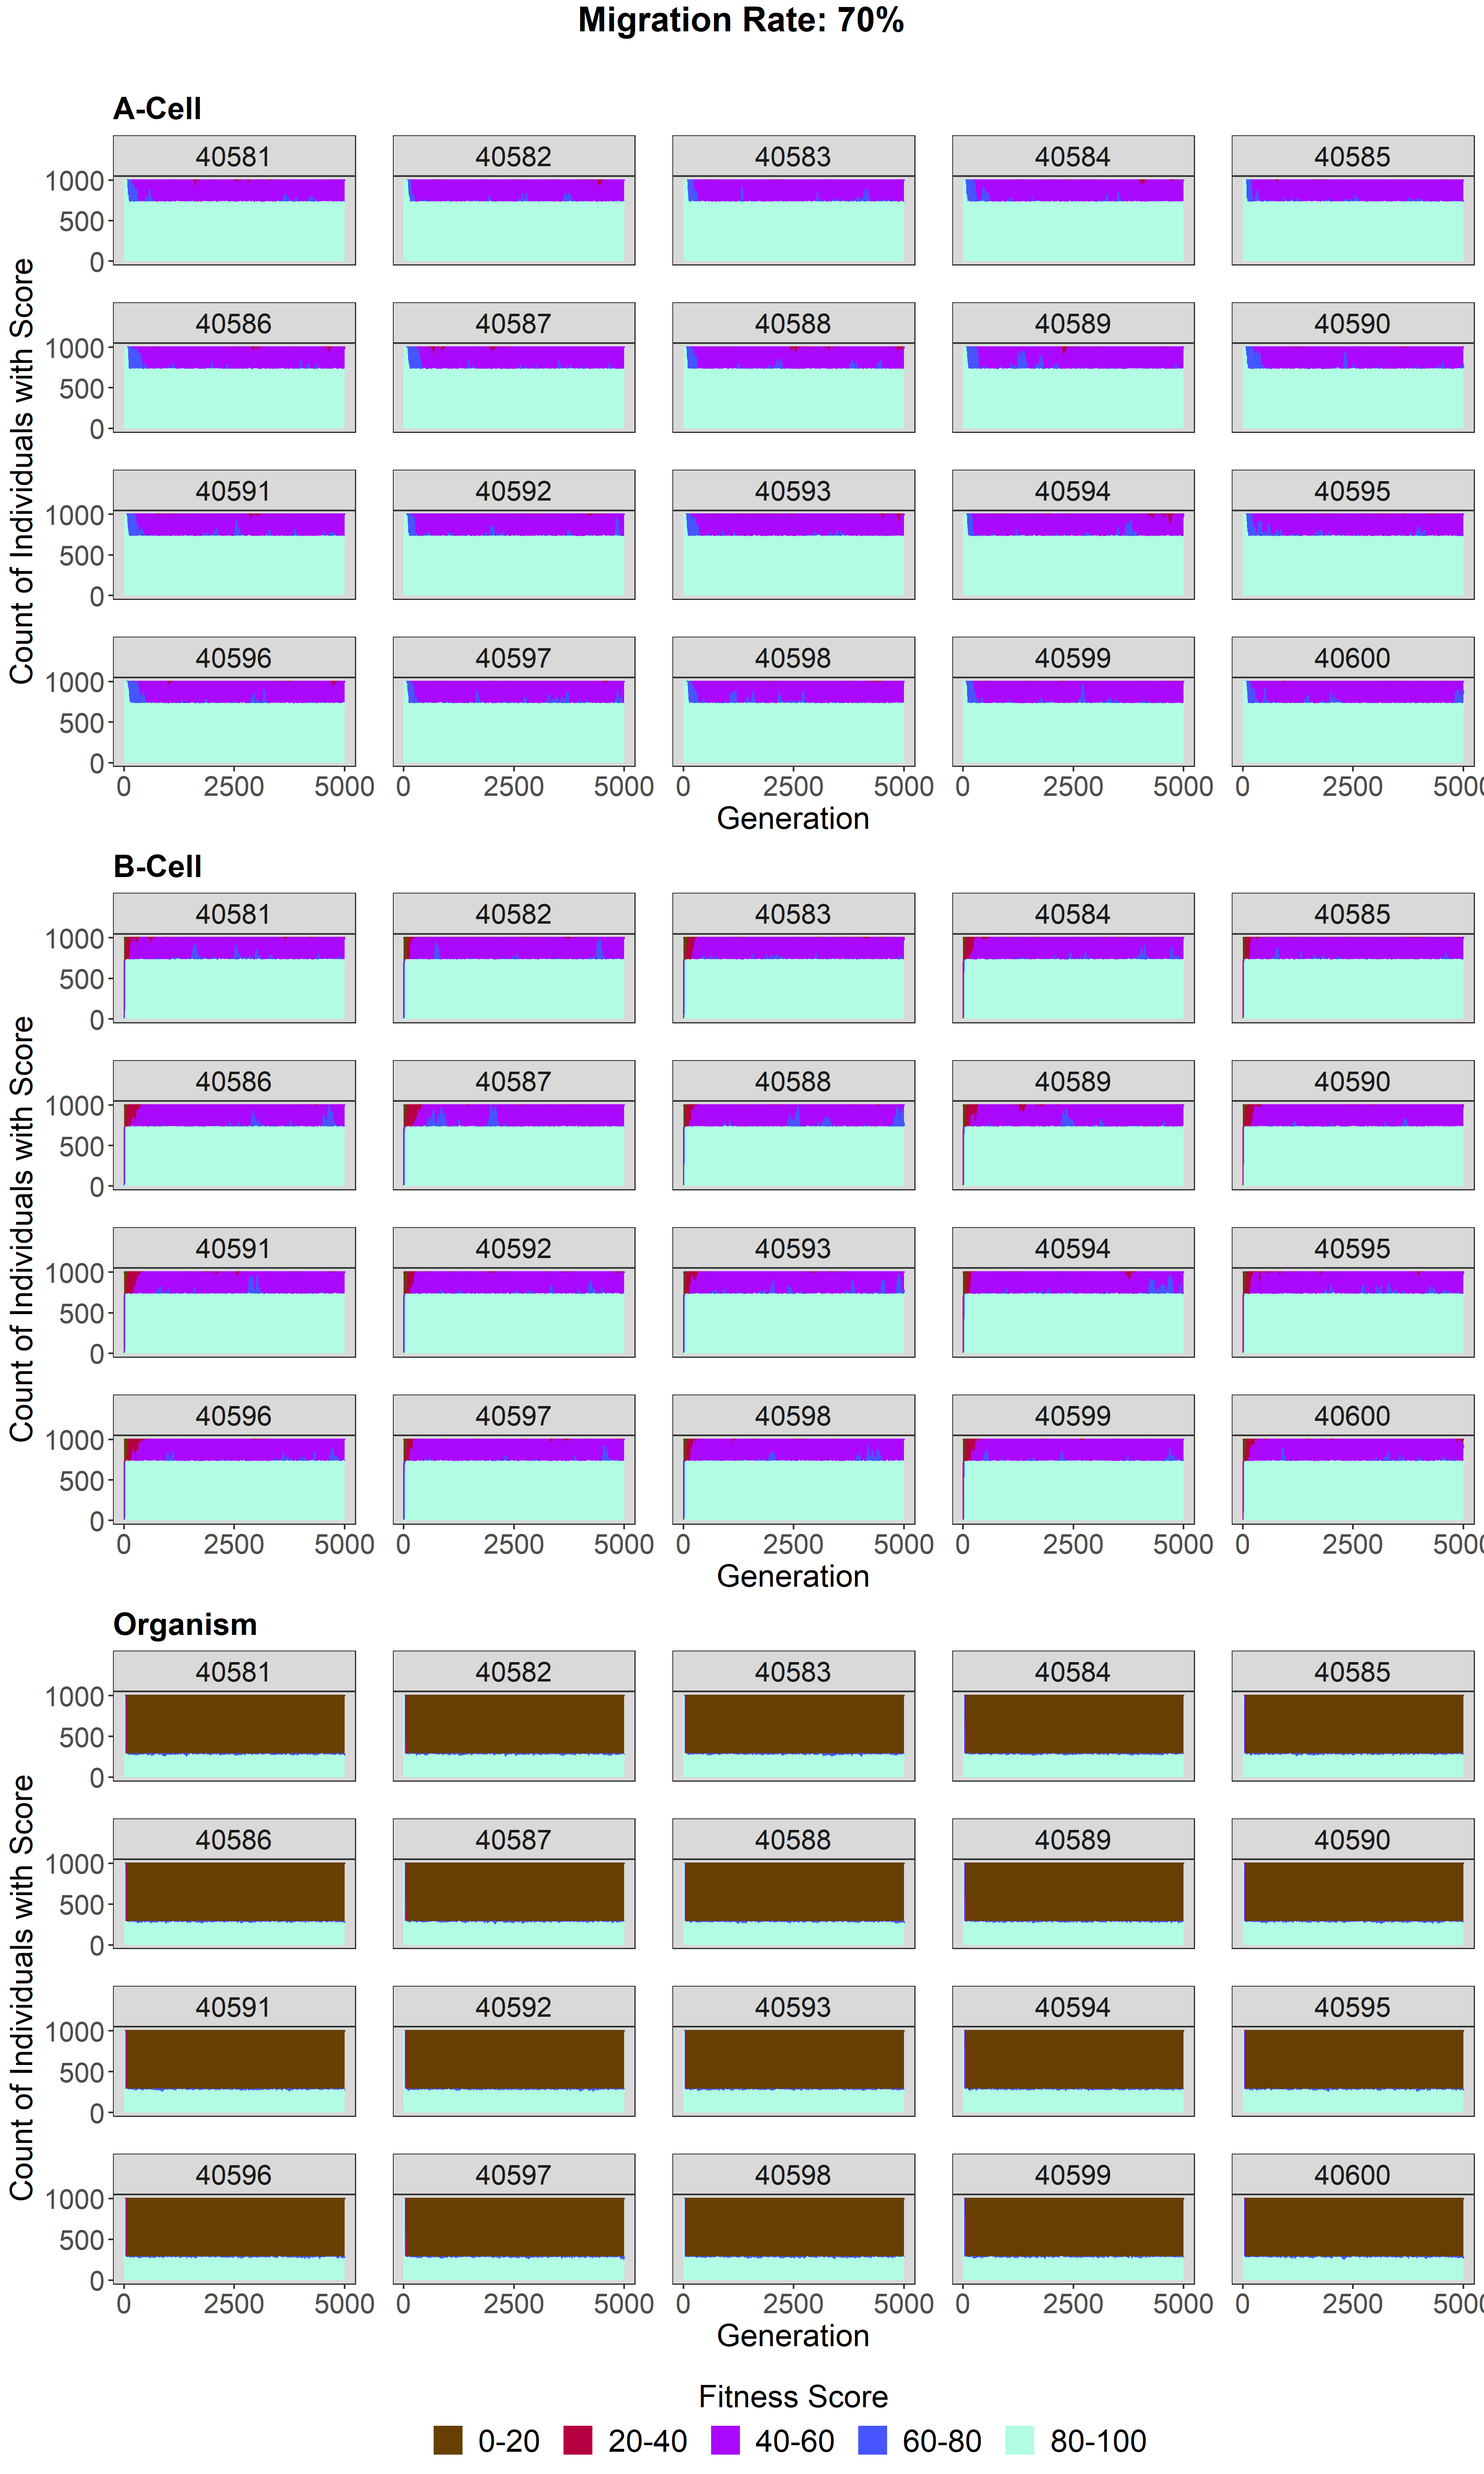 Migration Rate: 70%
A-Cell
Count of Individuals with Score
40581 40582 40583 40584 40585
1000
500
0
40586 40587 40588 40589 40590
1000
500
0
40591 40592 40593 40594 40595
1000
500
0
40596 40597 40598 40599 40600
1000
500
0
0 2500 5000 0 2500 5000 0 2500 5000 0 2500 5000 0 2500 5000
Generation
B-Cell
Count of Individuals with Score
40581 40582 40583 40584 40585
1000
500
0
40586 40587 40588 40589 40590
1000
500
0
40591 40592 40593 40594 40595
1000
500
0
40596 40597 40598 40599 40600
1000
500
0
0 2500 5000 0 2500 5000 0 2500 5000 0 2500 5000 0 2500 5000
Generation
Organism
Count of Individuals with Score
40581 40582 40583 40584 40585
1000
500
0
40586 40587 40588 40589 40590
1000
500
0
40591 40592 40593 40594 40595
1000
500
0
40596 40597 40598 40599 40600
1000
500
0
0 2500 5000 0 2500 5000 0 2500 5000 0 2500 5000 0 2500 5000
Generation
Fitness Score
0-20 20-40 40-60 60-80 80-100